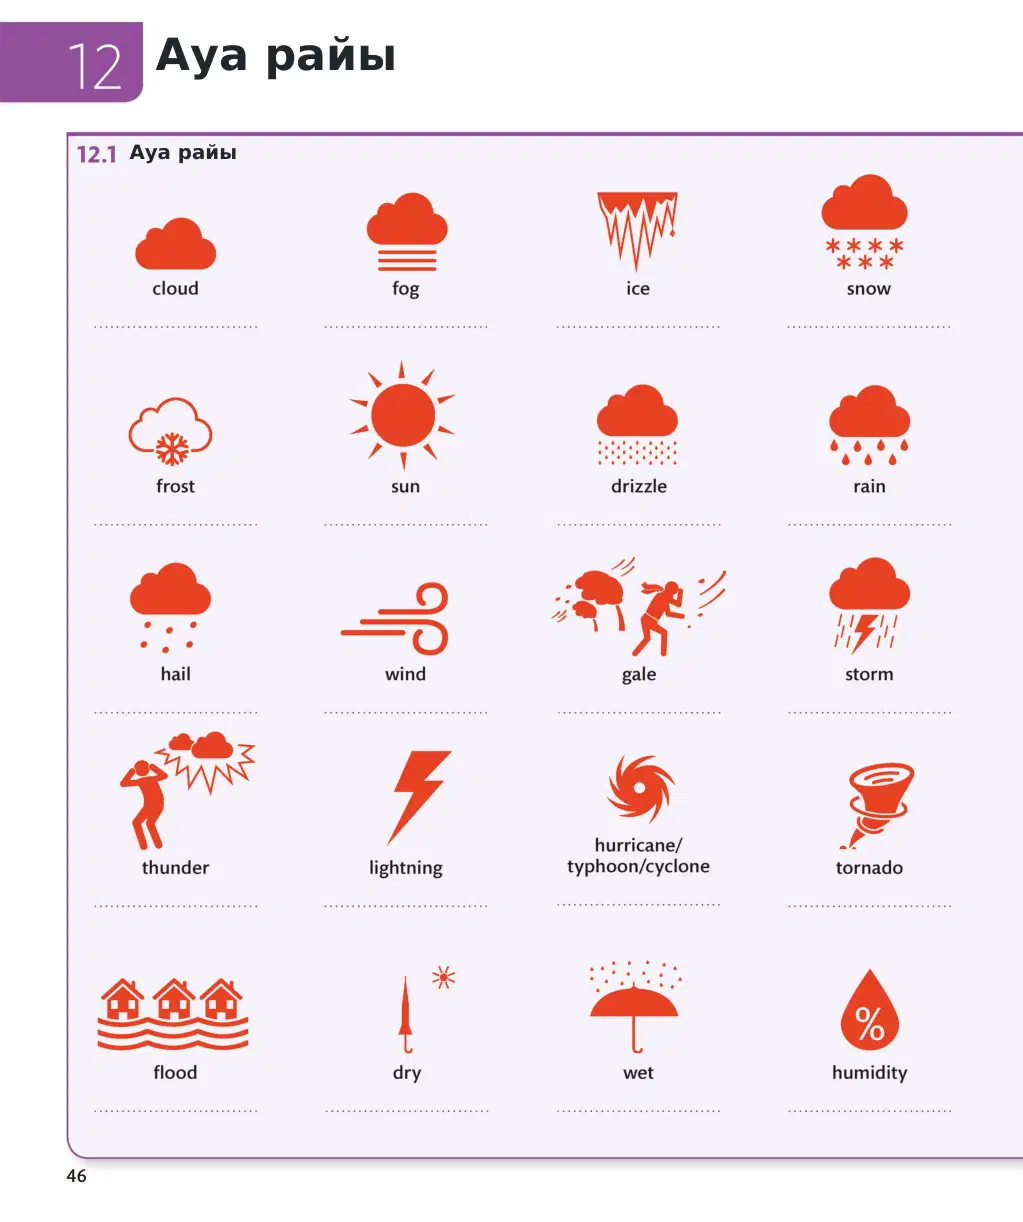 12
Ауа райы
12.1 Ауа райы
cloud
fog
ice
snow
frost
sun
drizzle
rain
hail
wind
gale
storm
thunder
lightning
hurricane/
typhoon/cyclone
tornado
flood
dry
wet
%
humidity
46